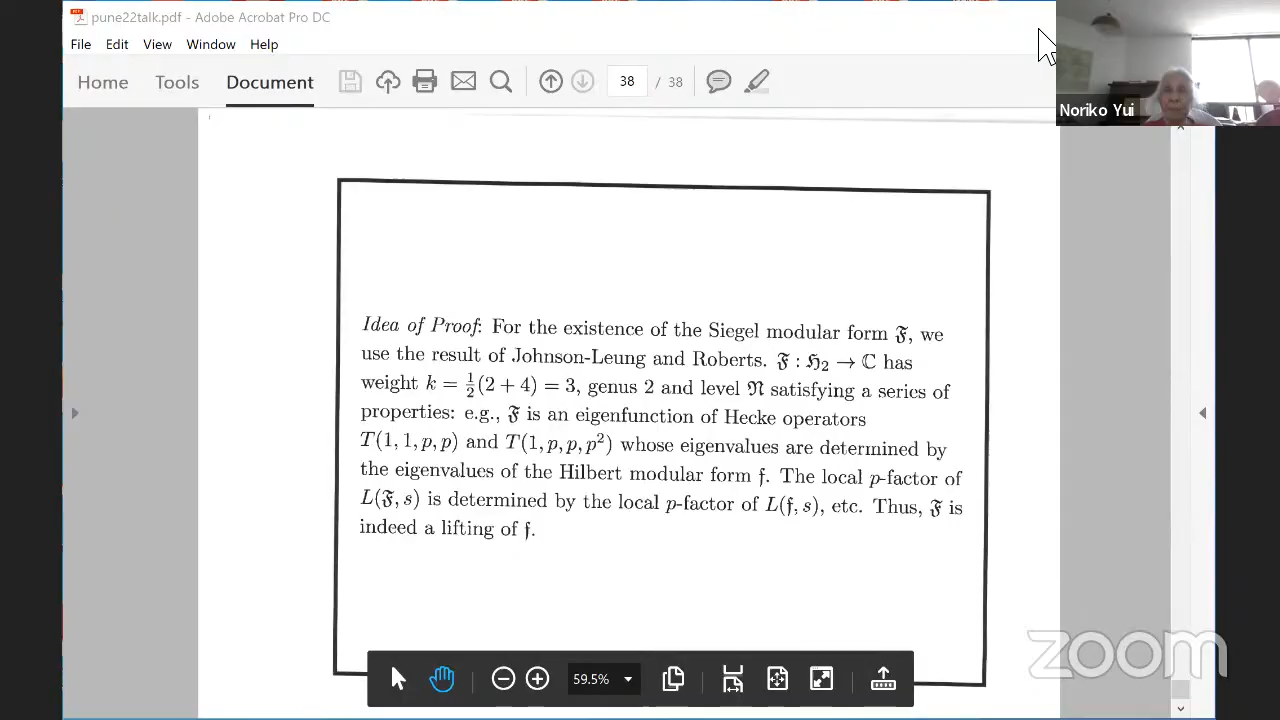 pune22talk.pdf - Adobe Acrobat Pro DC
File Edit View Window Help
Home Tools Document 38 / 38
Noriko Yui
Idea of Proof: For the existence of the Siegel modular form 𝔉, we
use the result of Johnson-Leung and Roberts. 𝔉 : ℌ₂ → ℂ has
weight k = ½(2 + 4) = 3, genus 2 and level 𝔑 satisfying a series of
properties: e.g., 𝔉 is an eigenfunction of Hecke operators
T(1, 1, p, p) and T(1, p, p, p²) whose eigenvalues are determined by
the eigenvalues of the Hilbert modular form 𝔣. The local p-factor of
L(𝔉, s) is determined by the local p-factor of L(𝔣, s), etc. Thus, 𝔉 is
indeed a lifting of 𝔣.
59.5%
zoom